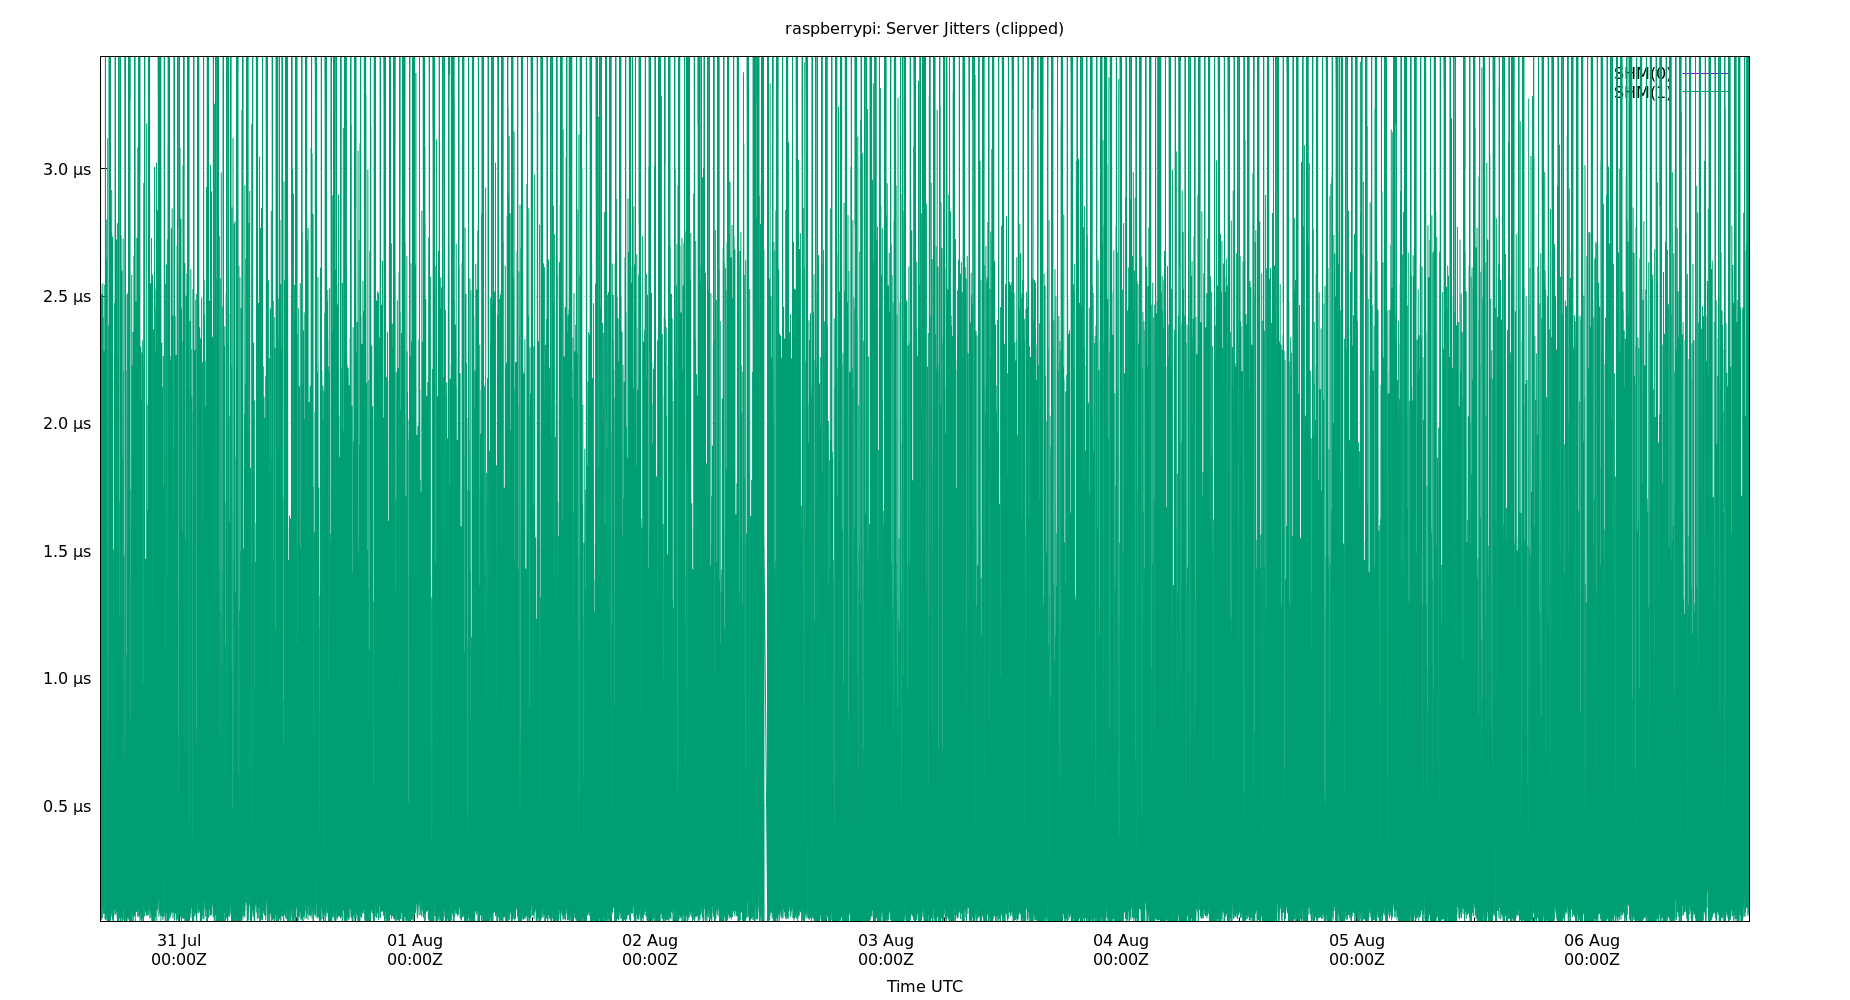 raspberrypi: Server Jitters (clipped)
SHM(0)
SHM(1)
3.0 µs
2.5 µs
2.0 µs
1.5 µs
1.0 µs
0.5 µs
31 Jul 01 Aug 02 Aug 03 Aug 04 Aug 05 Aug 06 Aug
00:00Z 00:00Z 00:00Z 00:00Z 00:00Z 00:00Z 00:00Z
Time UTC